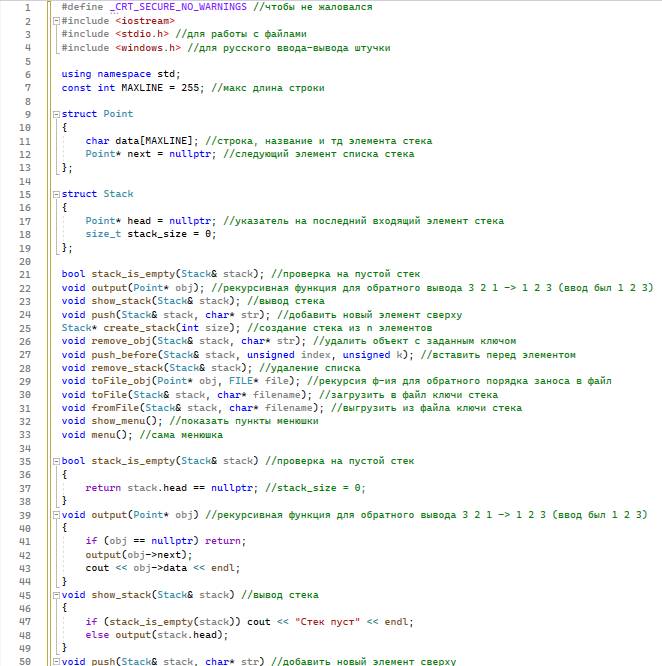 1 #define _CRT_SECURE_NO_WARNINGS //чтобы не жаловался
2 #include <iostream>
3 #include <stdio.h> //для работы с файлами
4 #include <windows.h> //для русского ввода-вывода штучки
5
6 using namespace std;
7 const int MAXLINE = 255; //макс длина строки
8
9 struct Point
10 {
11 char data[MAXLINE]; //строка, название и тд элемента стека
12 Point* next = nullptr; //следующий элемент списка стека
13 };
14
15 struct Stack
16 {
17 Point* head = nullptr; //указатель на последний входящий элемент стека
18 size_t stack_size = 0;
19 };
20
21 bool stack_is_empty(Stack& stack); //проверка на пустой стек
22 void output(Point* obj); //рекурсивная функция для обратного вывода 3 2 1 -> 1 2 3 (ввод был 1 2 3)
23 void show_stack(Stack& stack); //вывод стека
24 void push(Stack& stack, char* str); //добавить новый элемент сверху
25 Stack* create_stack(int size); //создание стека из n элементов
26 void remove_obj(Stack& stack, char* str); //удалить объект с заданным ключом
27 void push_before(Stack& stack, unsigned index, unsigned k); //вставить перед элементом
28 void remove_stack(Stack& stack); //удаление списка
29 void toFile_obj(Point* obj, FILE* file); //рекурсия ф-ия для обратного порядка заноса в файл
30 void toFile(Stack& stack, char* filename); //загрузить в файл ключи стека
31 void fromFile(Stack& stack, char* filename); //выгрузить из файла ключи стека
32 void show_menu(); //показать пункты менюшки
33 void menu(); //сама менюшка
34
35 bool stack_is_empty(Stack& stack) //проверка на пустой стек
36 {
37 return stack.head == nullptr; //stack_size = 0;
38 }
39 void output(Point* obj) //рекурсивная функция для обратного вывода 3 2 1 -> 1 2 3 (ввод был 1 2 3)
40 {
41 if (obj == nullptr) return;
42 output(obj->next);
43 cout << obj->data << endl;
44 }
45 void show_stack(Stack& stack) //вывод стека
46 {
47 if (stack_is_empty(stack)) cout << "Стек пуст" << endl;
48 else output(stack.head);
49 }
50 void push(Stack& stack, char* str) //добавить новый элемент сверху